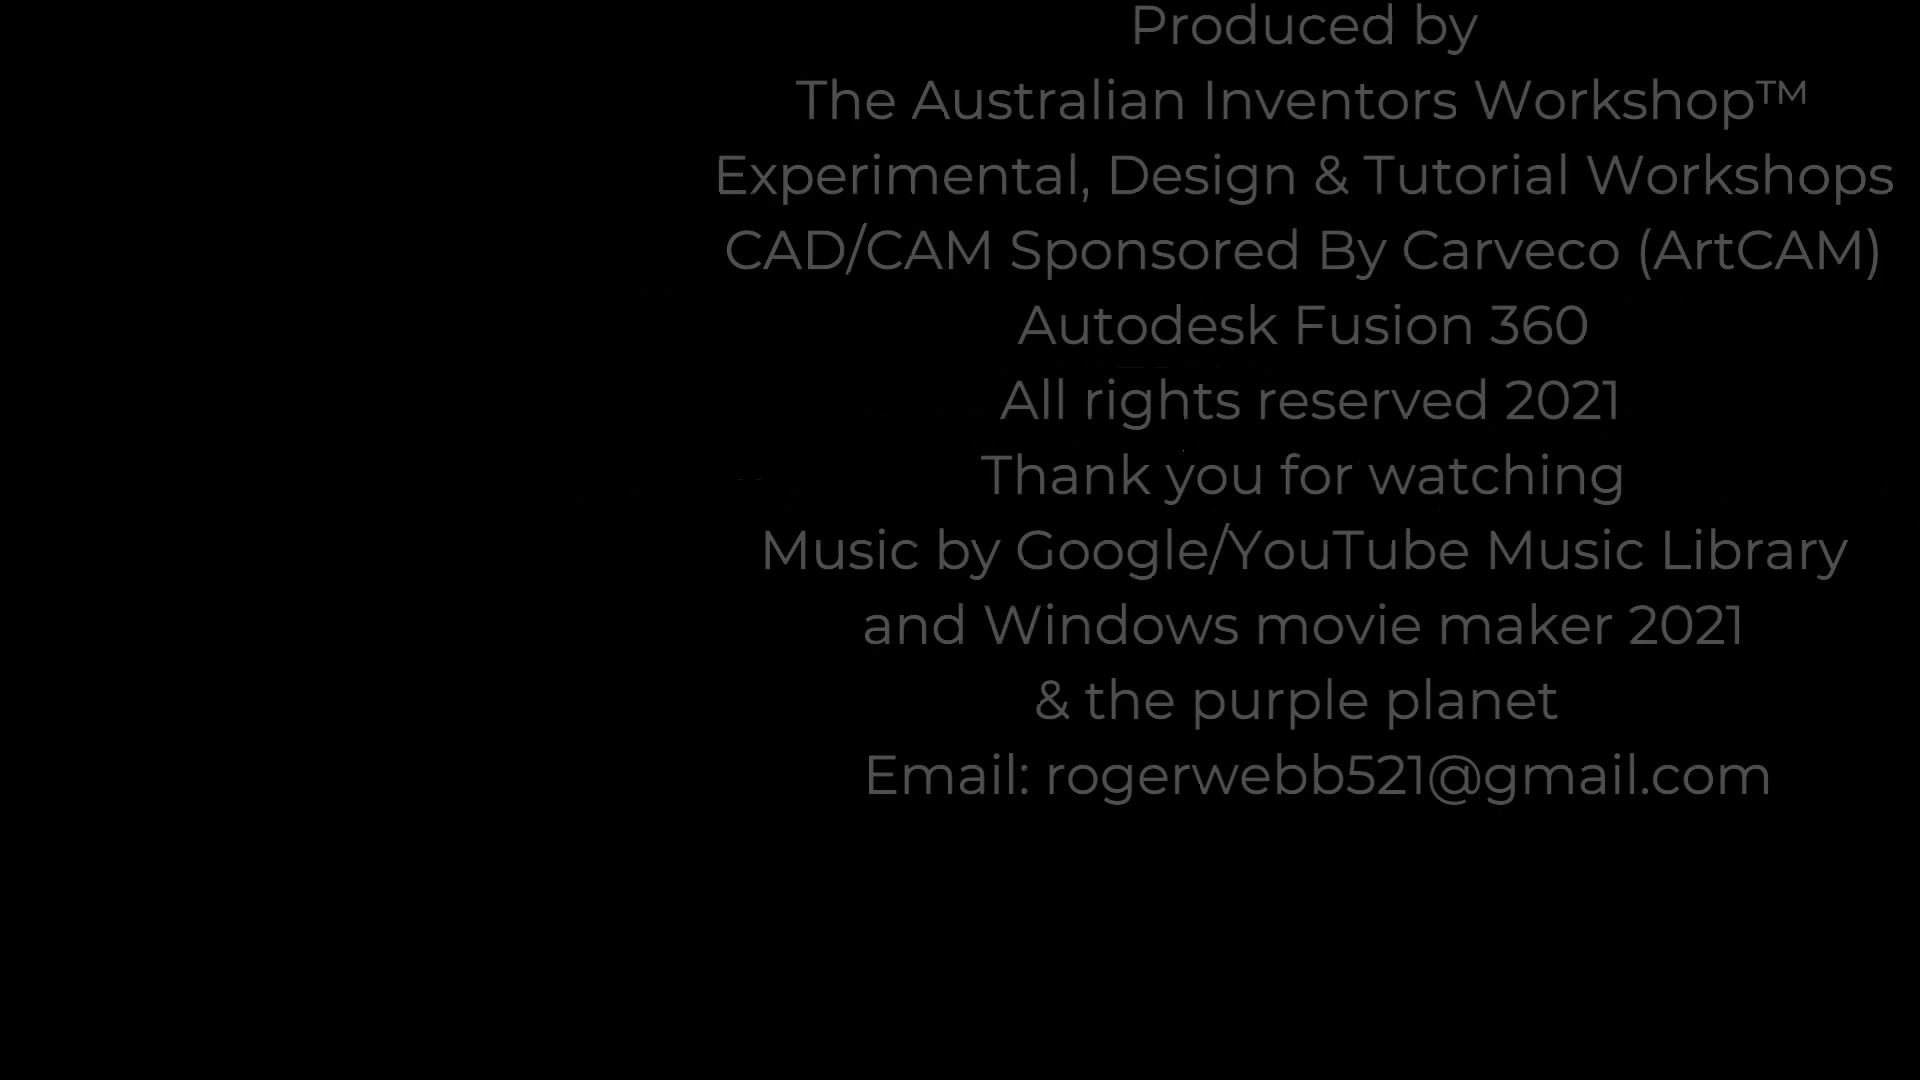 Produced by
The Australian Inventors Workshop™
Experimental, Design & Tutorial Workshops
CAD/CAM Sponsored By Carveco (ArtCAM)
Autodesk Fusion 360
All rights reserved 2021
Thank you for watching
Music by Google/YouTube Music Library
and Windows movie maker 2021
& the purple planet
Email: rogerwebb521@gmail.com